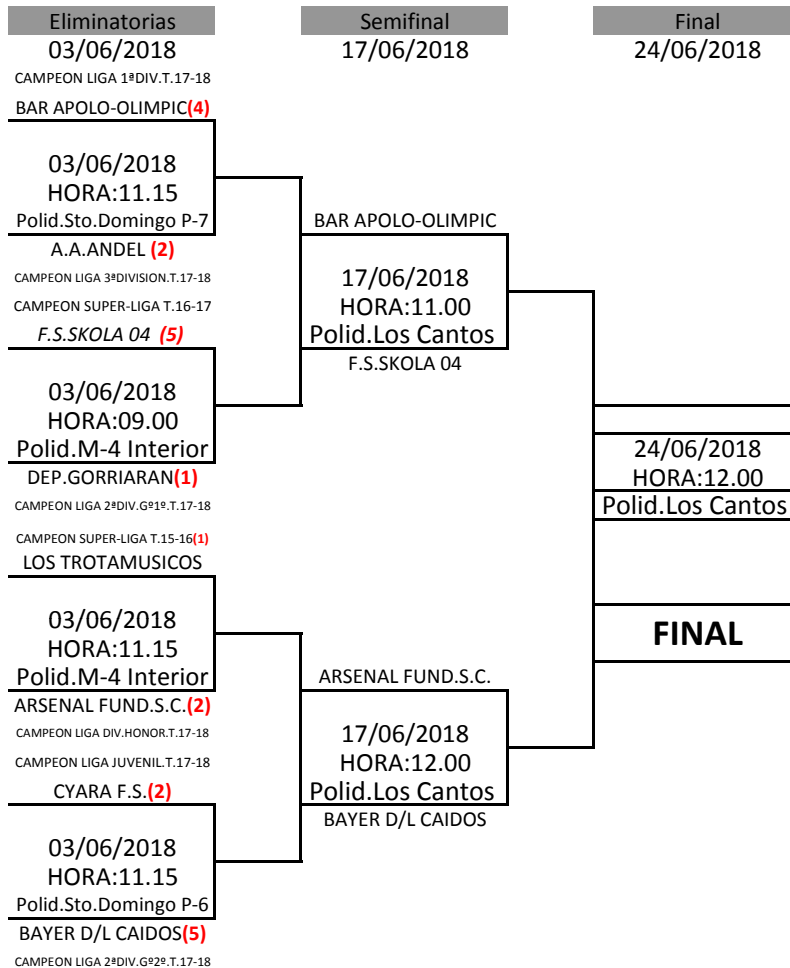 Eliminatorias
03/06/2018
CAMPEON LIGA 1ªDIV.T.17-18
BAR APOLO-OLIMPIC(4)
03/06/2018
HORA:11.15
Polid.Sto.Domingo P-7
A.A.ANDEL (2)
CAMPEON LIGA 3ªDIVISION.T.17-18
CAMPEON SUPER-LIGA T.16-17
F.S.SKOLA 04 (5)
03/06/2018
HORA:09.00
Polid.M-4 Interior
DEP.GORRIARAN(1)
CAMPEON LIGA 2ªDIV.Gº1º.T.17-18
CAMPEON SUPER-LIGA T.15-16(1)
LOS TROTAMUSICOS
03/06/2018
HORA:11.15
Polid.M-4 Interior
ARSENAL FUND.S.C.(2)
CAMPEON LIGA DIV.HONOR.T.17-18
CAMPEON LIGA JUVENIL.T.17-18
CYARA F.S.(2)
03/06/2018
HORA:11.15
Polid.Sto.Domingo P-6
BAYER D/L CAIDOS(5)
CAMPEON LIGA 2ªDIV.Gº2º.T.17-18
Semifinal
17/06/2018
BAR APOLO-OLIMPIC
17/06/2018
HORA:11.00
Polid.Los Cantos
F.S.SKOLA 04
ARSENAL FUND.S.C.
17/06/2018
HORA:12.00
Polid.Los Cantos
BAYER D/L CAIDOS
Final
24/06/2018
24/06/2018
HORA:12.00
Polid.Los Cantos
FINAL